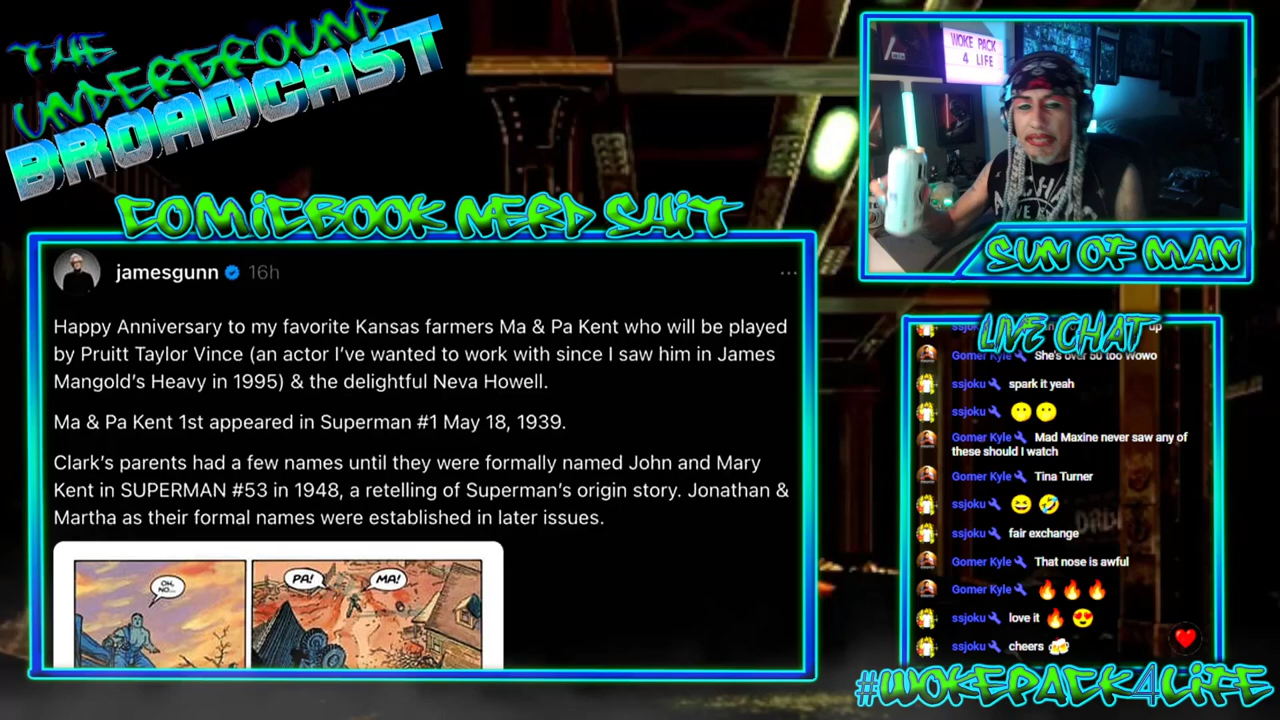 THE
UNDERGROUND
BROADCAST
COMICBOOK NERD SHIT
jamesgunn 16h
Happy Anniversary to my favorite Kansas farmers Ma & Pa Kent who will be played
by Pruitt Taylor Vince (an actor I've wanted to work with since I saw him in James
Mangold's Heavy in 1995) & the delightful Neva Howell.
Ma & Pa Kent 1st appeared in Superman #1 May 18, 1939.
Clark's parents had a few names until they were formally named John and Mary
Kent in SUPERMAN #53 in 1948, a retelling of Superman's origin story. Jonathan &
Martha as their formal names were established in later issues.
OH,
NO...
PA!
MA!
WOKE PACK
4 LIFE
SUN OF MAN
LIVE CHAT
ssjoku up
Gomer Kyle She's over 50 too Wowo
ssjoku spark it yeah
ssjoku 😶😶
Gomer Kyle Mad Maxine never saw any of
these should I watch
Gomer Kyle Tina Turner
ssjoku 😆🤣
ssjoku fair exchange
Gomer Kyle That nose is awful
Gomer Kyle 🔥🔥🔥
ssjoku love it 🔥😍
ssjoku cheers 🍻
#WOKEPACK4LIFE